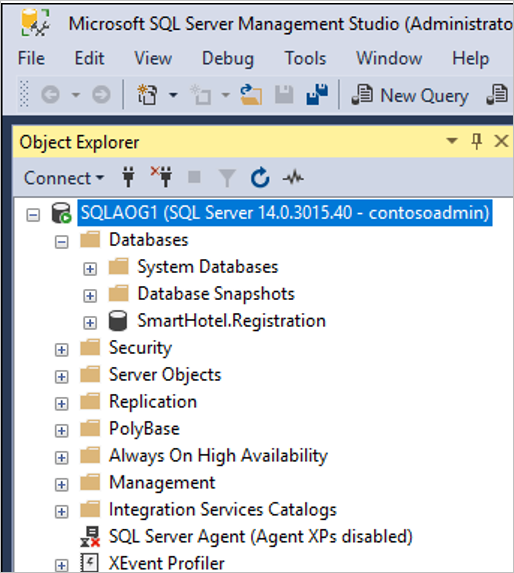 Microsoft SQL Server Management Studio (Administrato
File Edit View Debug Tools Window Help
New Query
Object Explorer
Connect
SQLAOG1 (SQL Server 14.0.3015.40 - contosoadmin)
Databases
System Databases
Database Snapshots
SmartHotel.Registration
Security
Server Objects
Replication
PolyBase
Always On High Availability
Management
Integration Services Catalogs
SQL Server Agent (Agent XPs disabled)
XEvent Profiler